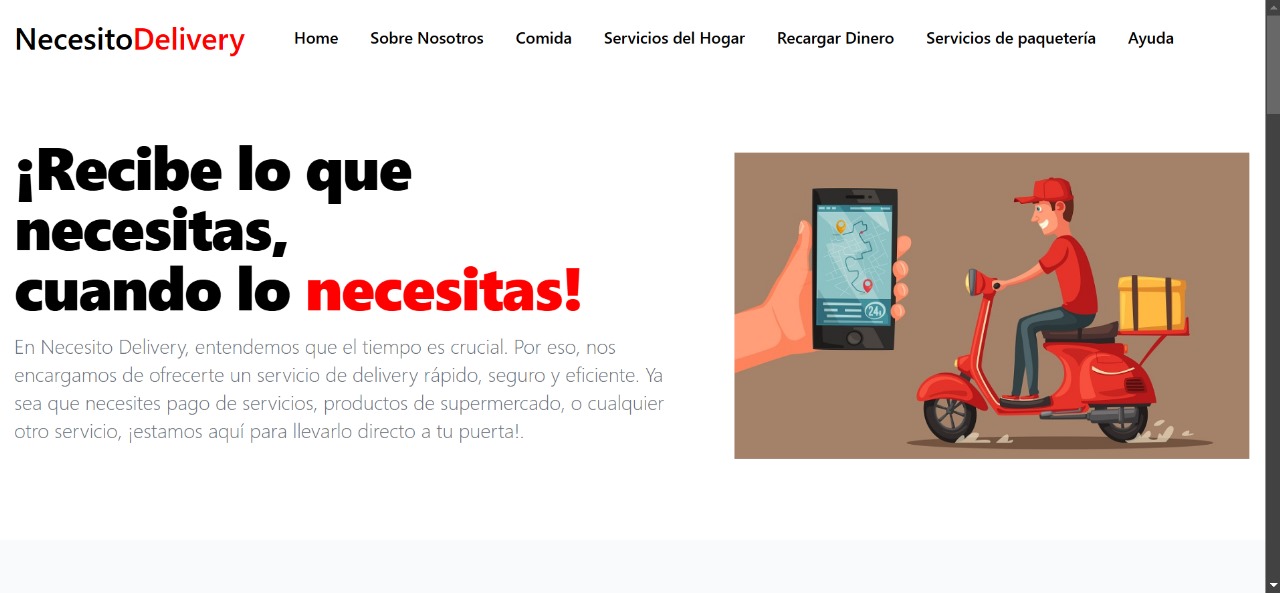 NecesitoDelivery
Home
Sobre Nosotros
Comida
Servicios del Hogar
Recargar Dinero
Servicios de paquetería
Ayuda
¡Recibe lo que
necesitas,
cuando lo necesitas!
En Necesito Delivery, entendemos que el tiempo es crucial. Por eso, nos
encargamos de ofrecerte un servicio de delivery rápido, seguro y eficiente. Ya
sea que necesites pago de servicios, productos de supermercado, o cualquier
otro servicio, ¡estamos aquí para llevarlo directo a tu puerta!.
24h